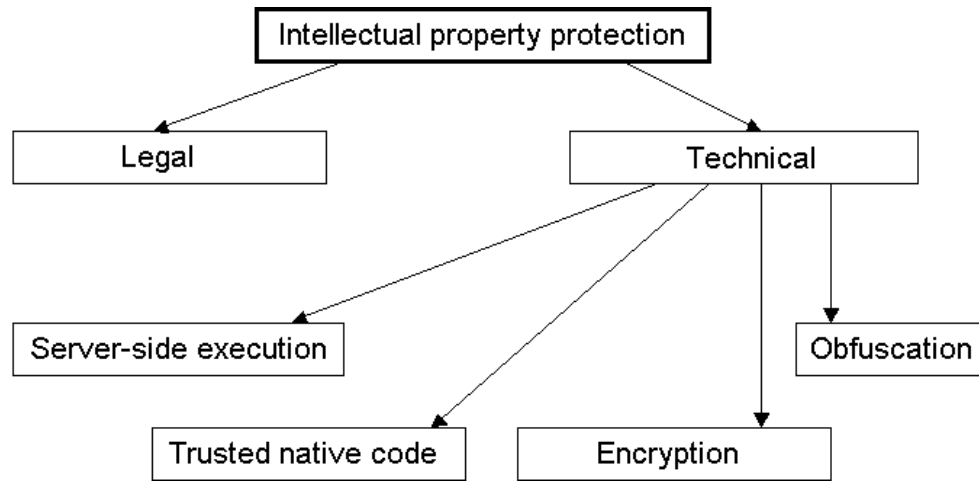 Intellectual property protection
Legal
Technical
Server-side execution
Obfuscation
Trusted native code
Encryption